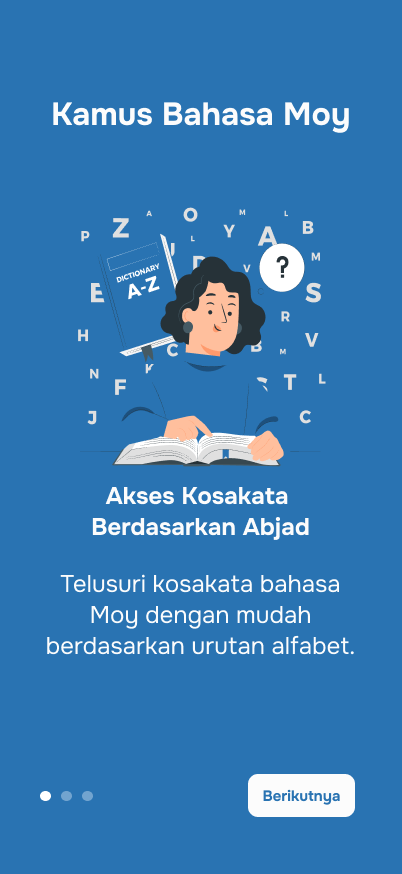 Kamus Bahasa Moy
P
Z
A
O
Y
M
L
A
B
L
?
M
V
DICTIONARY
A-Z
E
S
R
H
V
C
B
M
N
F
K
T
L
J
C
Akses Kosakata
Berdasarkan Abjad
Telusuri kosakata bahasa
Moy dengan mudah
berdasarkan urutan alfabet.
Berikutnya